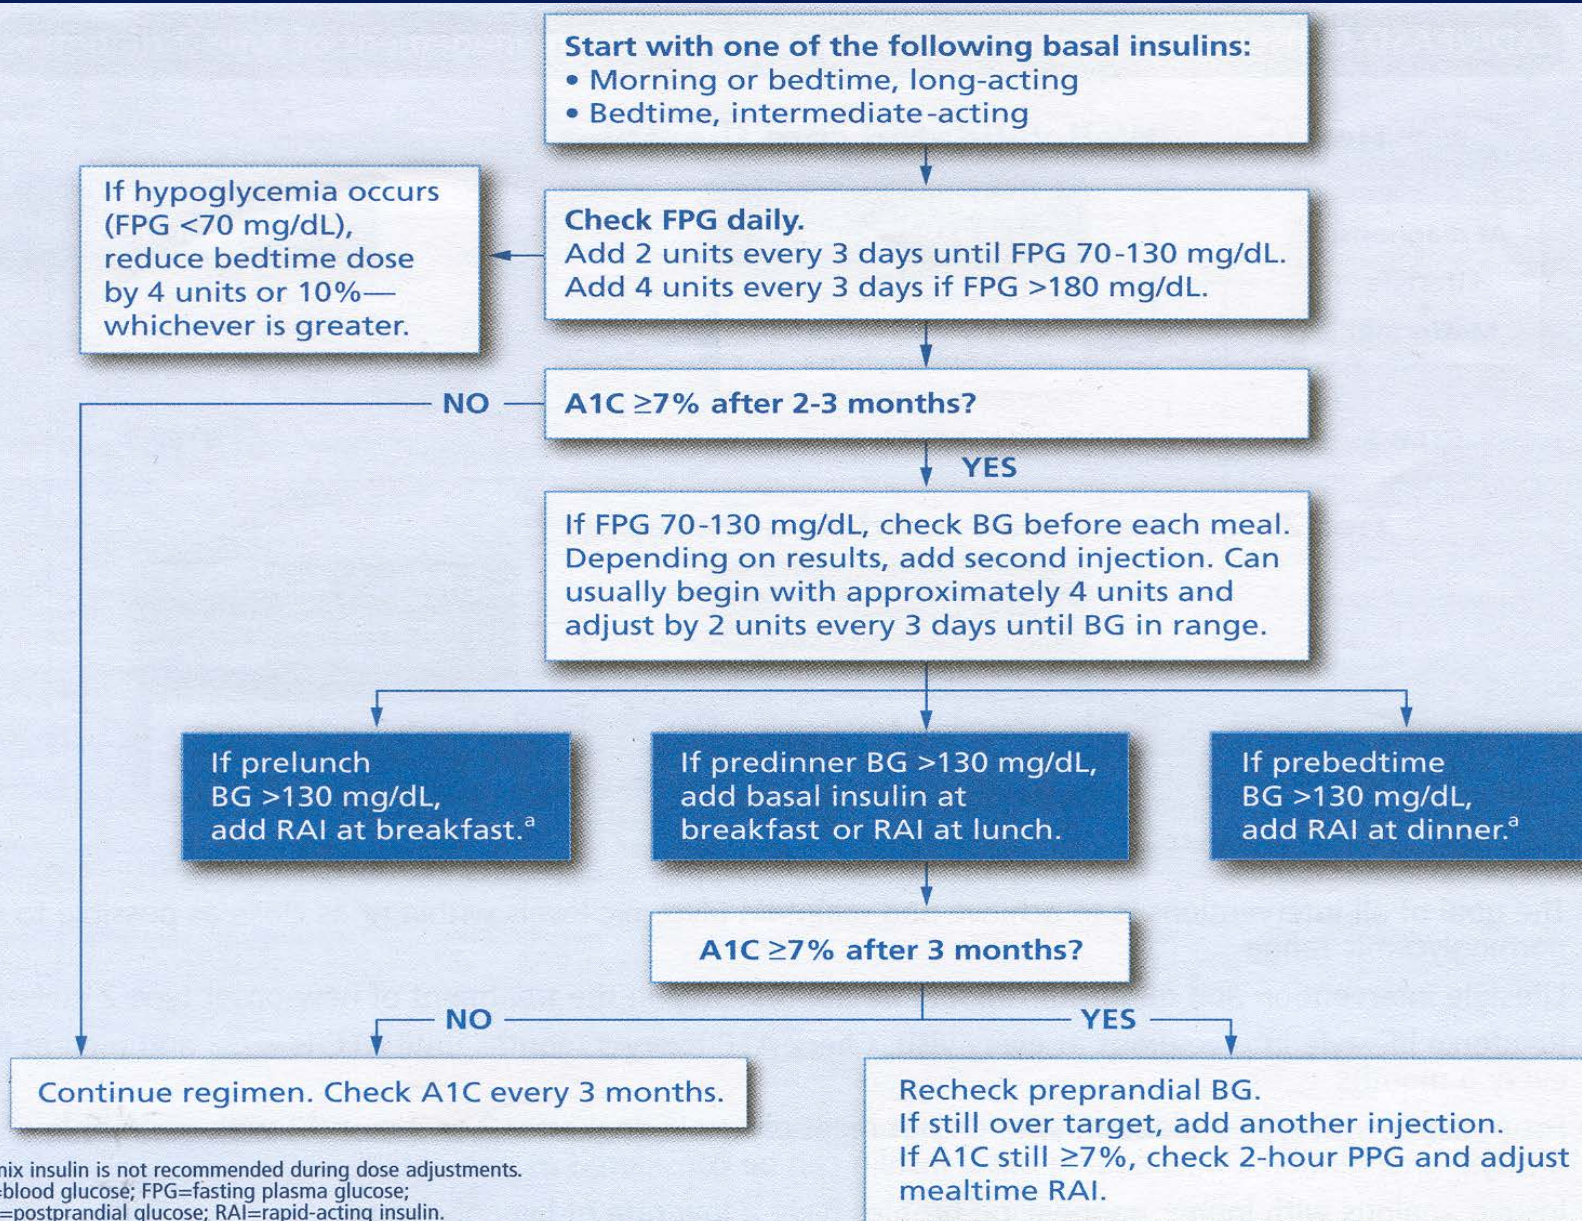 Start with one of the following basal insulins:
• Morning or bedtime, long-acting
• Bedtime, intermediate-acting
If hypoglycemia occurs
(FPG <70 mg/dL),
reduce bedtime dose
by 4 units or 10%—
whichever is greater.
Check FPG daily.
Add 2 units every 3 days until FPG 70-130 mg/dL.
Add 4 units every 3 days if FPG >180 mg/dL.
NO
A1C ≥7% after 2-3 months?
YES
If FPG 70-130 mg/dL, check BG before each meal.
Depending on results, add second injection. Can
usually begin with approximately 4 units and
adjust by 2 units every 3 days until BG in range.
If prelunch
BG >130 mg/dL,
add RAI at breakfast.ª
If predinner BG >130 mg/dL,
add basal insulin at
breakfast or RAI at lunch.
If prebedtime
BG >130 mg/dL,
add RAI at dinner.ª
A1C ≥7% after 3 months?
NO
YES
Continue regimen. Check A1C every 3 months.
Recheck preprandial BG.
If still over target, add another injection.
If A1C still ≥7%, check 2-hour PPG and adjust
mealtime RAI.
insulin is not recommended during dose adjustments.
=blood glucose; FPG=fasting plasma glucose;
=postprandial glucose; RAI=rapid-acting insulin.